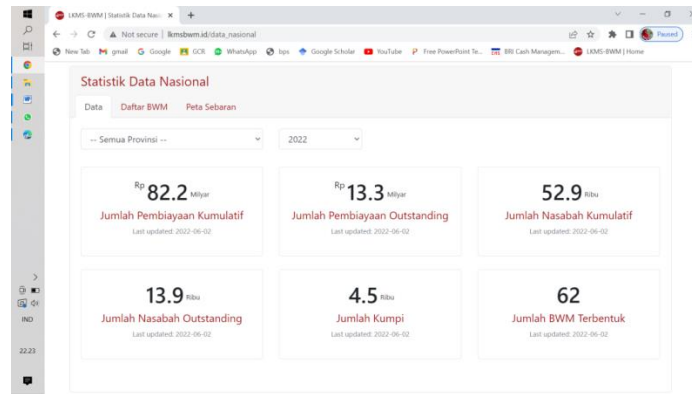 LKMS-BWM | Statistik Data Nasi
Not secure | lkmsbwm.id/data_nasional
Paused
New Tab gmail Google GCR WhatsApp bps Google Scholar YouTube Free PowerPoint Te... BRI Cash Managem... LKMS-BWM | Home
Statistik Data Nasional
Data Daftar BWM Peta Sebaran
-- Semua Provinsi -- 2022
Rp 82.2 Milyar
Jumlah Pembiayaan Kumulatif
Last updated: 2022-06-02
Rp 13.3 Milyar
Jumlah Pembiayaan Outstanding
Last updated: 2022-06-02
52.9 Ribu
Jumlah Nasabah Kumulatif
Last updated: 2022-06-02
13.9 Ribu
Jumlah Nasabah Outstanding
Last updated: 2022-06-02
4.5 Ribu
Jumlah Kumpi
Last updated: 2022-06-02
62
Jumlah BWM Terbentuk
Last updated: 2022-06-02
IND
22.23